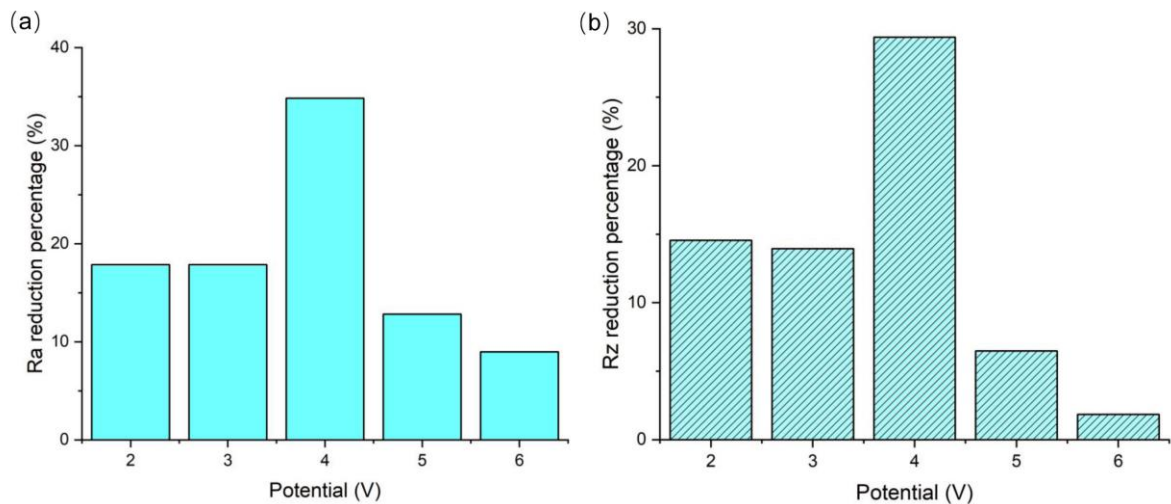 (a)
Ra reduction percentage (%)
40
30
20
10
0
2 3 4 5 6
Potential (V)
(b)
Rz reduction percentage (%)
30
20
10
0
2 3 4 5 6
Potential (V)